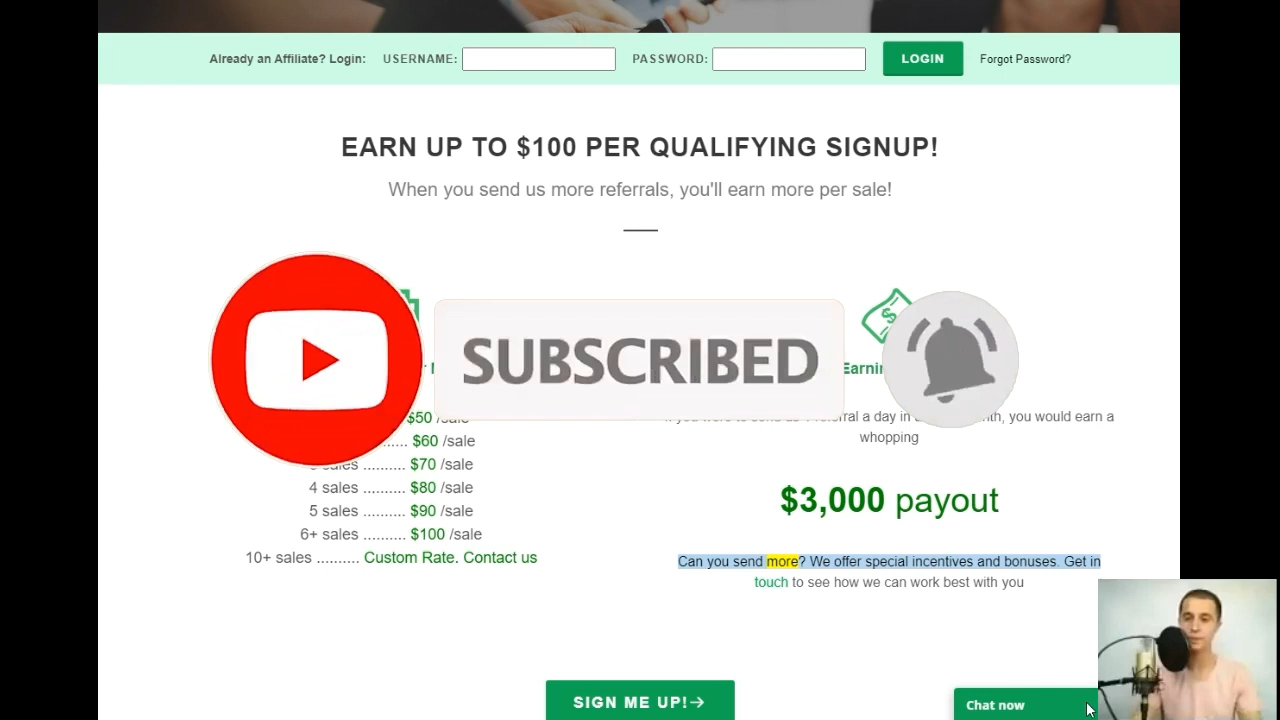 Already an Affiliate? Login: USERNAME: PASSWORD: LOGIN Forgot Password?
EARN UP TO $100 PER QUALIFYING SIGNUP!
When you send us more referrals, you'll earn more per sale!
SUBSCRIBED
$50 /sale
$60 /sale
sales .......... $70 /sale
4 sales .......... $80 /sale
5 sales .......... $90 /sale
6+ sales .......... $100 /sale
10+ sales .......... Custom Rate. Contact us
referral a day in you would earn a
whopping
$3,000 payout
Can you send more? We offer special incentives and bonuses. Get in
touch to see how we can work best with you
SIGN ME UP!→
Chat now